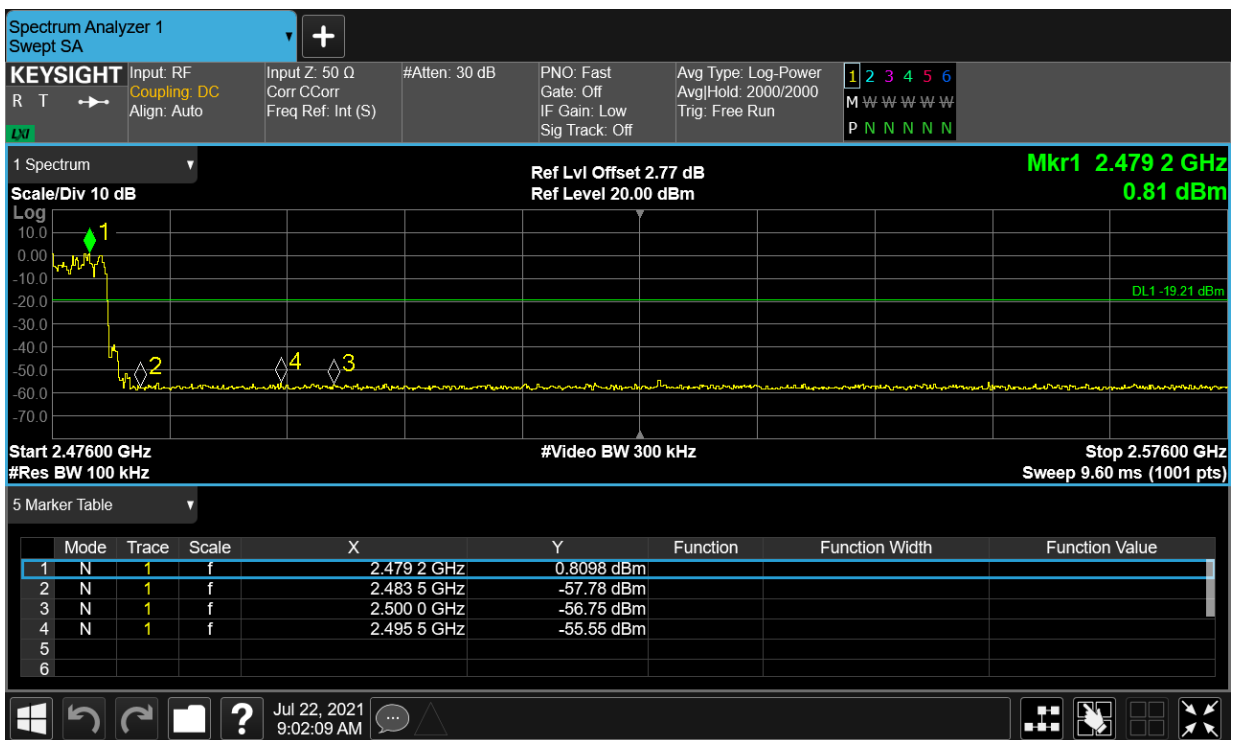 Spectrum Analyzer 1
Swept SA
KEYSIGHT Input: RF Input Z: 50 Ω #Atten: 30 dB PNO: Fast Avg Type: Log-Power 1 2 3 4 5 6
R T Coupling: DC Corr CCorr Gate: Off Avg|Hold: 2000/2000 M W W W W W
Align: Auto Freq Ref: Int (S) IF Gain: Low Trig: Free Run
LXI Sig Track: Off P N N N N N
1 Spectrum Ref Lvl Offset 2.77 dB Mkr1 2.479 2 GHz
Scale/Div 10 dB Ref Level 20.00 dBm 0.81 dBm
Log
10.0 1
0.00
-10.0
-20.0 DL1 -19.21 dBm
-30.0
-40.0
-50.0 2 4 3
-60.0
-70.0
Start 2.47600 GHz #Video BW 300 kHz Stop 2.57600 GHz
#Res BW 100 kHz Sweep 9.60 ms (1001 pts)
5 Marker Table
Mode Trace Scale X Y Function Function Width Function Value
1 N 1 f 2.479 2 GHz 0.8098 dBm
2 N 1 f 2.483 5 GHz -57.78 dBm
3 N 1 f 2.500 0 GHz -56.75 dBm
4 N 1 f 2.495 5 GHz -55.55 dBm
5
6
? Jul 22, 2021
9:02:09 AM